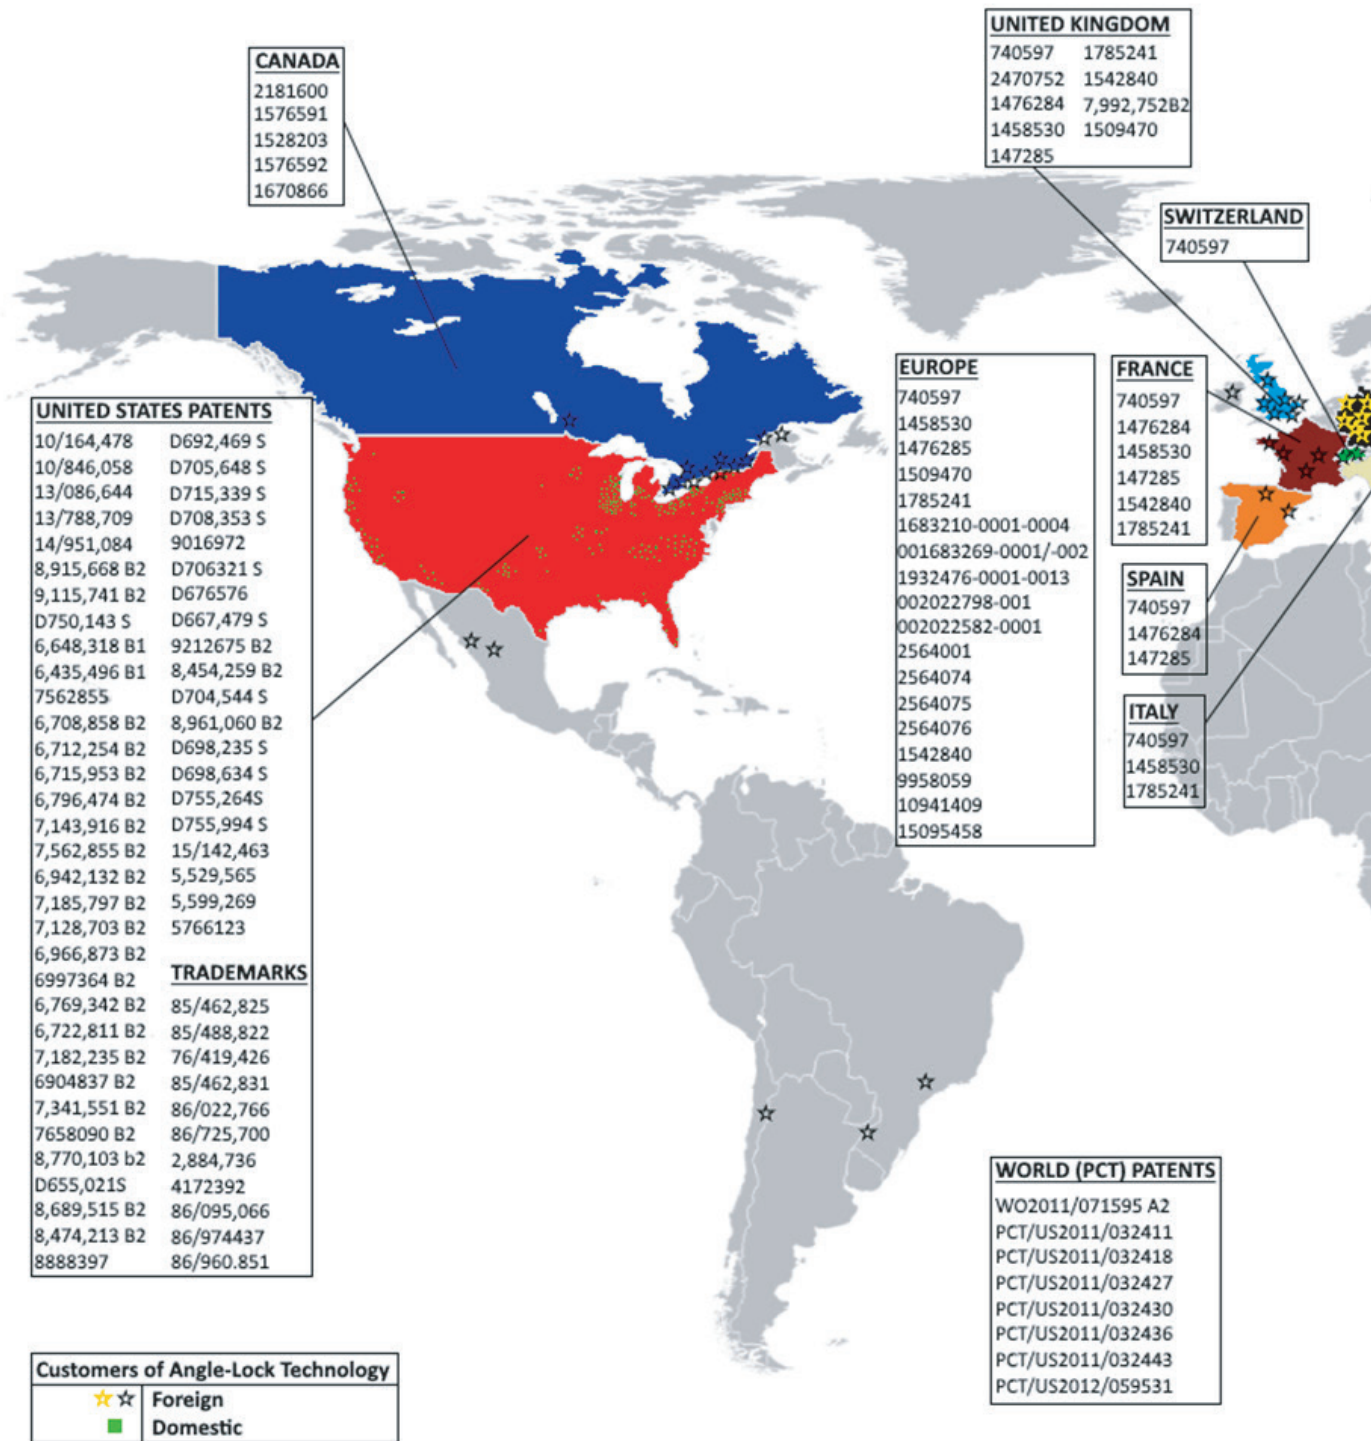 CANADA
2181600
1576591
1528203
1576592
1670866
UNITED KINGDOM
740597 1785241
2470752 1542840
1476284 7,992,752B2
1458530 1509470
147285
SWITZERLAND
740597
EUROPE
740597
1458530
1476285
1509470
1785241
1683210-0001-0004
001683269-0001/-002
1932476-0001-0013
002022798-001
002022582-0001
2564001
2564074
2564075
2564076
1542840
9958059
10941409
15095458
FRANCE
740597
1476284
1458530
147285
1542840
1785241
SPAIN
740597
1476284
147285
ITALY
740597
1458530
1785241
UNITED STATES PATENTS
10/164,478 D692,469 S
10/846,058 D705,648 S
13/086,644 D715,339 S
13/788,709 D708,353 S
14/951,084 9016972
8,915,668 B2 D706321 S
9,115,741 B2 D676576
D750,143 S D667,479 S
6,648,318 B1 9212675 B2
6,435,496 B1 8,454,259 B2
7562855 D704,544 S
6,708,858 B2 8,961,060 B2
6,712,254 B2 D698,235 S
6,715,953 B2 D698,634 S
6,796,474 B2 D755,264S
7,143,916 B2 D755,994 S
7,562,855 B2 15/142,463
6,942,132 B2 5,529,565
7,185,797 B2 5,599,269
7,128,703 B2 5766123
6,966,873 B2
6997364 B2
6,769,342 B2
6,722,811 B2
7,182,235 B2
6904837 B2
7,341,551 B2
7658090 B2
8,770,103 b2
D655,021S
8,689,515 B2
8,474,213 B2
8888397
TRADEMARKS
85/462,825
85/488,822
76/419,426
85/462,831
86/022,766
86/725,700
2,884,736
4172392
86/095,066
86/974437
86/960.851
WORLD (PCT) PATENTS
WO2011/071595 A2
PCT/US2011/032411
PCT/US2011/032418
PCT/US2011/032427
PCT/US2011/032430
PCT/US2011/032436
PCT/US2011/032443
PCT/US2012/059531
Customers of Angle-Lock Technology
Foreign
Domestic